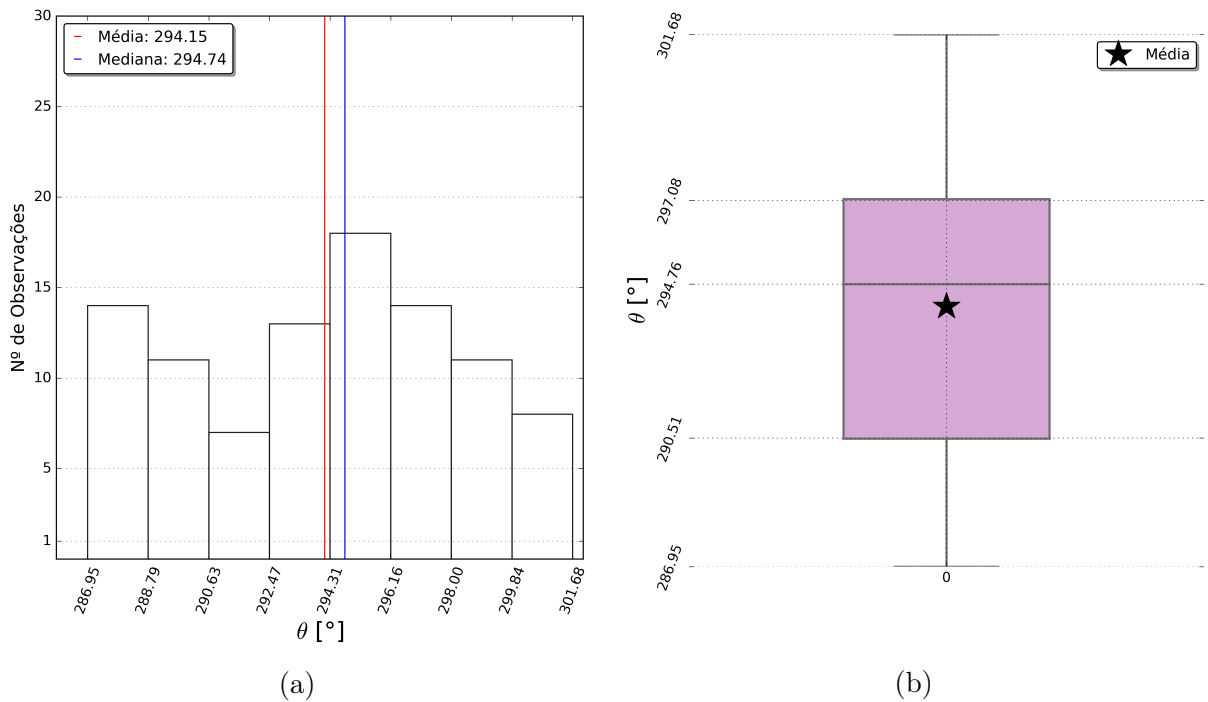 30
25
20
15
10
5
1
Nº de Observações
Média: 294.15
Mediana: 294.74
286.95
288.79
290.63
292.47
294.31
296.16
298.00
299.84
301.68
θ [°]
(a)
301.68
297.08
294.76
290.51
286.95
θ [°]
Média
0
(b)